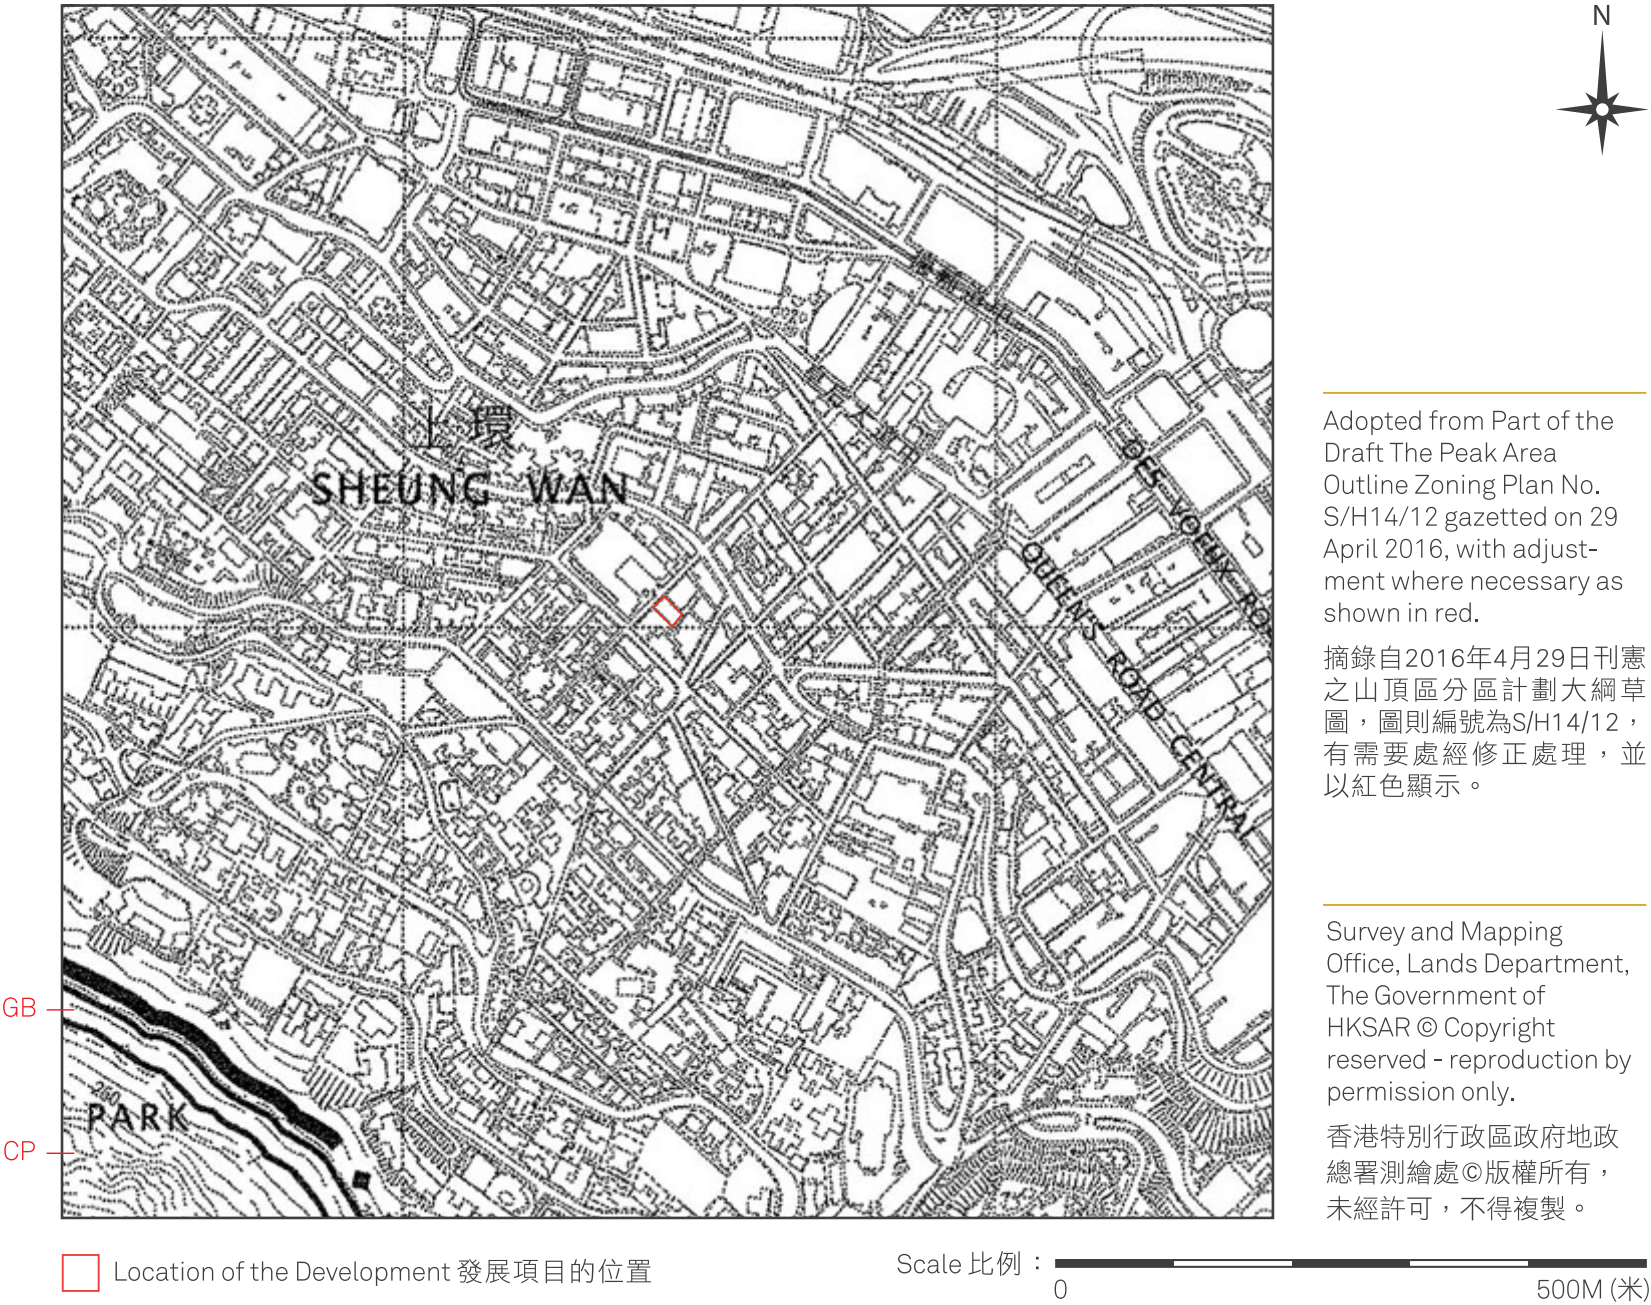 N
上環
SHEUNG WAN
DES VOEUX ROA
QUEEN'S ROAD CENTRAL
PARK
GB
CP
Adopted from Part of the
Draft The Peak Area
Outline Zoning Plan No.
S/H14/12 gazetted on 29
April 2016, with adjust-
ment where necessary as
shown in red.
摘錄自2016年4月29日刊憲
之山頂區分區計劃大綱草
圖，圖則編號為S/H14/12，
有需要處經修正處理，並
以紅色顯示。
Survey and Mapping
Office, Lands Department,
The Government of
HKSAR © Copyright
reserved - reproduction by
permission only.
香港特別行政區政府地政
總署測繪處©版權所有，
未經許可，不得複製。
Location of the Development 發展項目的位置
Scale 比例：
0
500M (米)